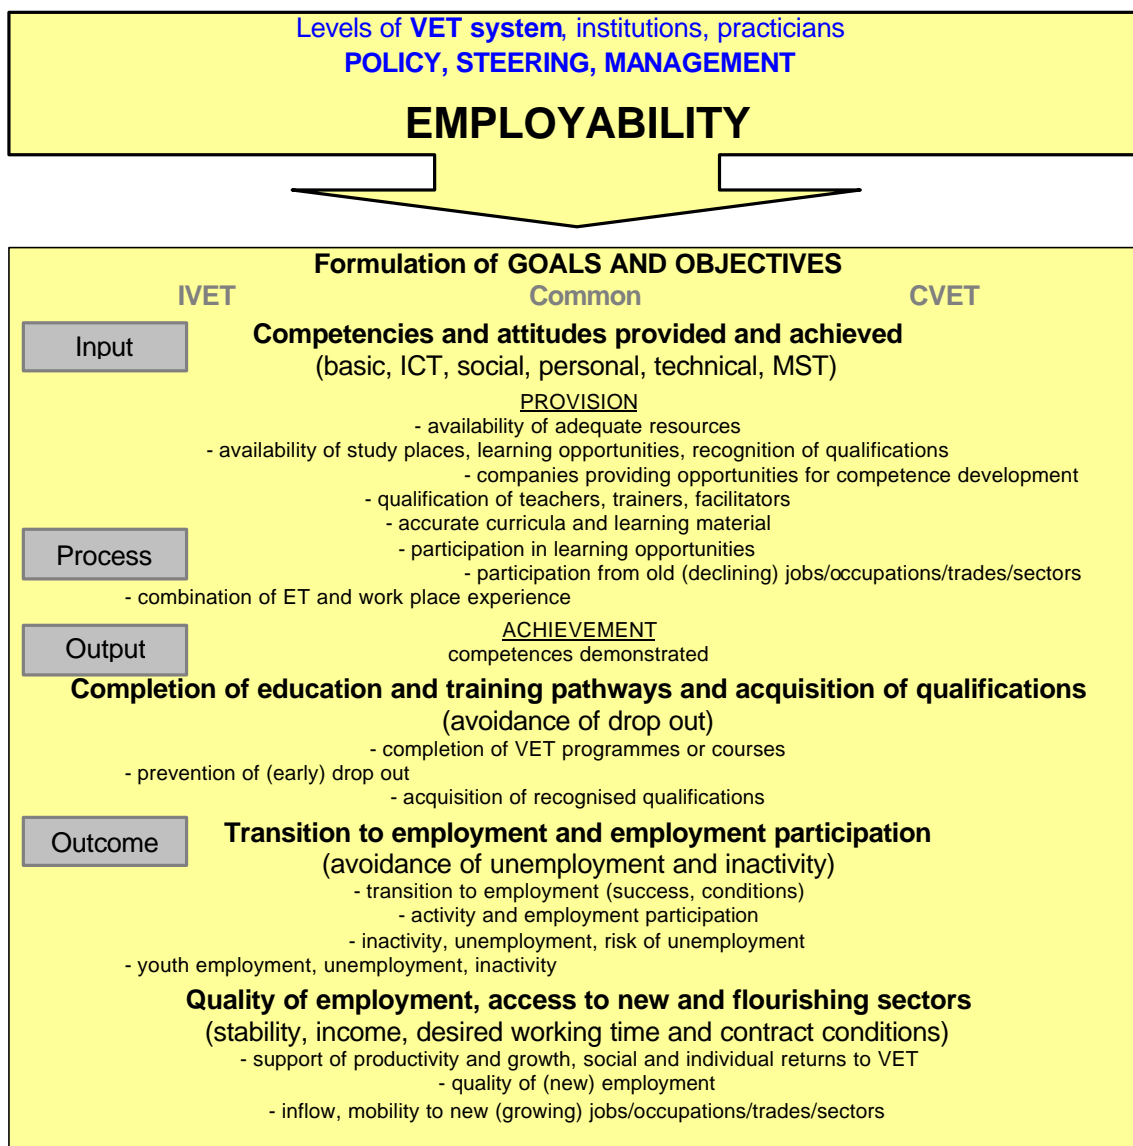 Levels of VET system, institutions, practicians
POLICY, STEERING, MANAGEMENT
EMPLOYABILITY
Formulation of GOALS AND OBJECTIVES
IVET Common CVET
Input
Competencies and attitudes provided and achieved
(basic, ICT, social, personal, technical, MST)
PROVISION
- availability of adequate resources
- availability of study places, learning opportunities, recognition of qualifications
- companies providing opportunities for competence development
- qualification of teachers, trainers, facilitators
- accurate curricula and learning material
Process
- participation in learning opportunities
- participation from old (declining) jobs/occupations/trades/sectors
- combination of ET and work place experience
Output
ACHIEVEMENT
competences demonstrated
Completion of education and training pathways and acquisition of qualifications
(avoidance of drop out)
- completion of VET programmes or courses
- prevention of (early) drop out
- acquisition of recognised qualifications
Outcome
Transition to employment and employment participation
(avoidance of unemployment and inactivity)
- transition to employment (success, conditions)
- activity and employment participation
- inactivity, unemployment, risk of unemployment
- youth employment, unemployment, inactivity
Quality of employment, access to new and flourishing sectors
(stability, income, desired working time and contract conditions)
- support of productivity and growth, social and individual returns to VET
- quality of (new) employment
- inflow, mobility to new (growing) jobs/occupations/trades/sectors